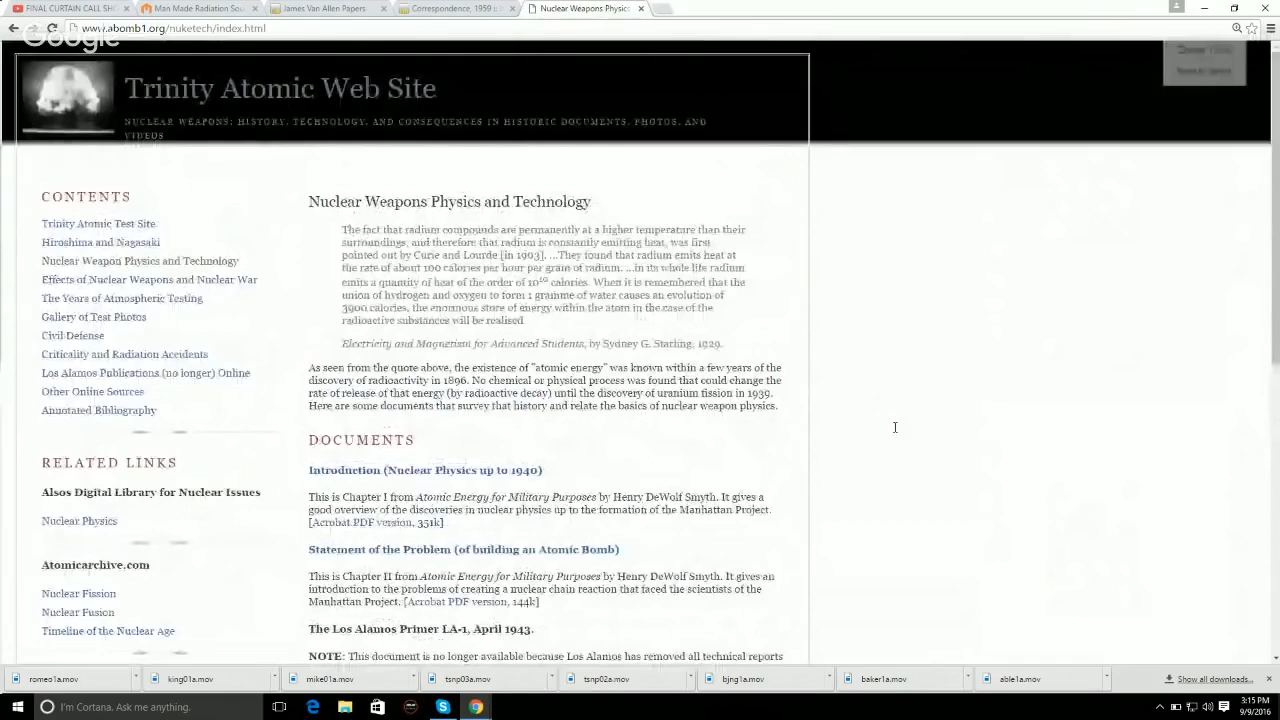 FINAL CURTAIN CALL SH
Man Made Radiation Sou
James Van Allen Papers
Correspondence, 1959
Nuclear Weapons Physic
www.abomb1.org/nuketech/index.html
Google
Trinity Atomic Web Site
NUCLEAR WEAPONS: HISTORY, TECHNOLOGY, AND CONSEQUENCES IN HISTORIC DOCUMENTS, PHOTOS, AND
VIDEOS
CONTENTS
Trinity Atomic Test Site
Hiroshima and Nagasaki
Nuclear Weapon Physics and Technology
Effects of Nuclear Weapons and Nuclear War
The Years of Atmospheric Testing
Gallery of Test Photos
Civil Defense
Criticality and Radiation Accidents
Los Alamos Publications (no longer) Online
Other Online Sources
Annotated Bibliography
RELATED LINKS
Alsos Digital Library for Nuclear Issues
Nuclear Physics
Atomicarchive.com
Nuclear Fission
Nuclear Fusion
Timeline of the Nuclear Age
Nuclear Weapons Physics and Technology
The fact that radium compounds are permanently at a higher temperature than their
surroundings, and therefore that radium is constantly emitting heat, was first
pointed out by Curie and Lourde [in 1903]. ...They found that radium emits heat at
the rate of about 100 calories per hour per gram of radium. ...in its whole life radium
emits a quantity of heat of the order of 10¹⁰ calories. When it is remembered that the
union of hydrogen and oxygen to form 1 gramme of water causes an evolution of
3900 calories, the enormous store of energy within the atom in the case of the
radioactive substances will be realised
Electricity and Magnetism for Advanced Students, by Sydney G. Starling, 1929.
As seen from the quote above, the existence of "atomic energy" was known within a few years of the
discovery of radioactivity in 1896. No chemical or physical process was found that could change the
rate of release of that energy (by radioactive decay) until the discovery of uranium fission in 1939.
Here are some documents that survey that history and relate the basics of nuclear weapon physics.
DOCUMENTS
Introduction (Nuclear Physics up to 1940)
This is Chapter I from Atomic Energy for Military Purposes by Henry DeWolf Smyth. It gives a
good overview of the discoveries in nuclear physics up to the formation of the Manhattan Project.
[Acrobat PDF version, 351k]
Statement of the Problem (of building an Atomic Bomb)
This is Chapter II from Atomic Energy for Military Purposes by Henry DeWolf Smyth. It gives an
introduction to the problems of creating a nuclear chain reaction that faced the scientists of the
Manhattan Project. [Acrobat PDF version, 144k]
The Los Alamos Primer LA-1, April 1943.
NOTE: This document is no longer available because Los Alamos has removed all technical reports
romeo1a.mov
king01a.mov
mike01a.mov
tsnp03a.mov
tsnp02a.mov
bjng1a.mov
baker1a.mov
able1a.mov
Show all downloads...
I'm Cortana. Ask me anything.
3:15 PM
9/9/2016